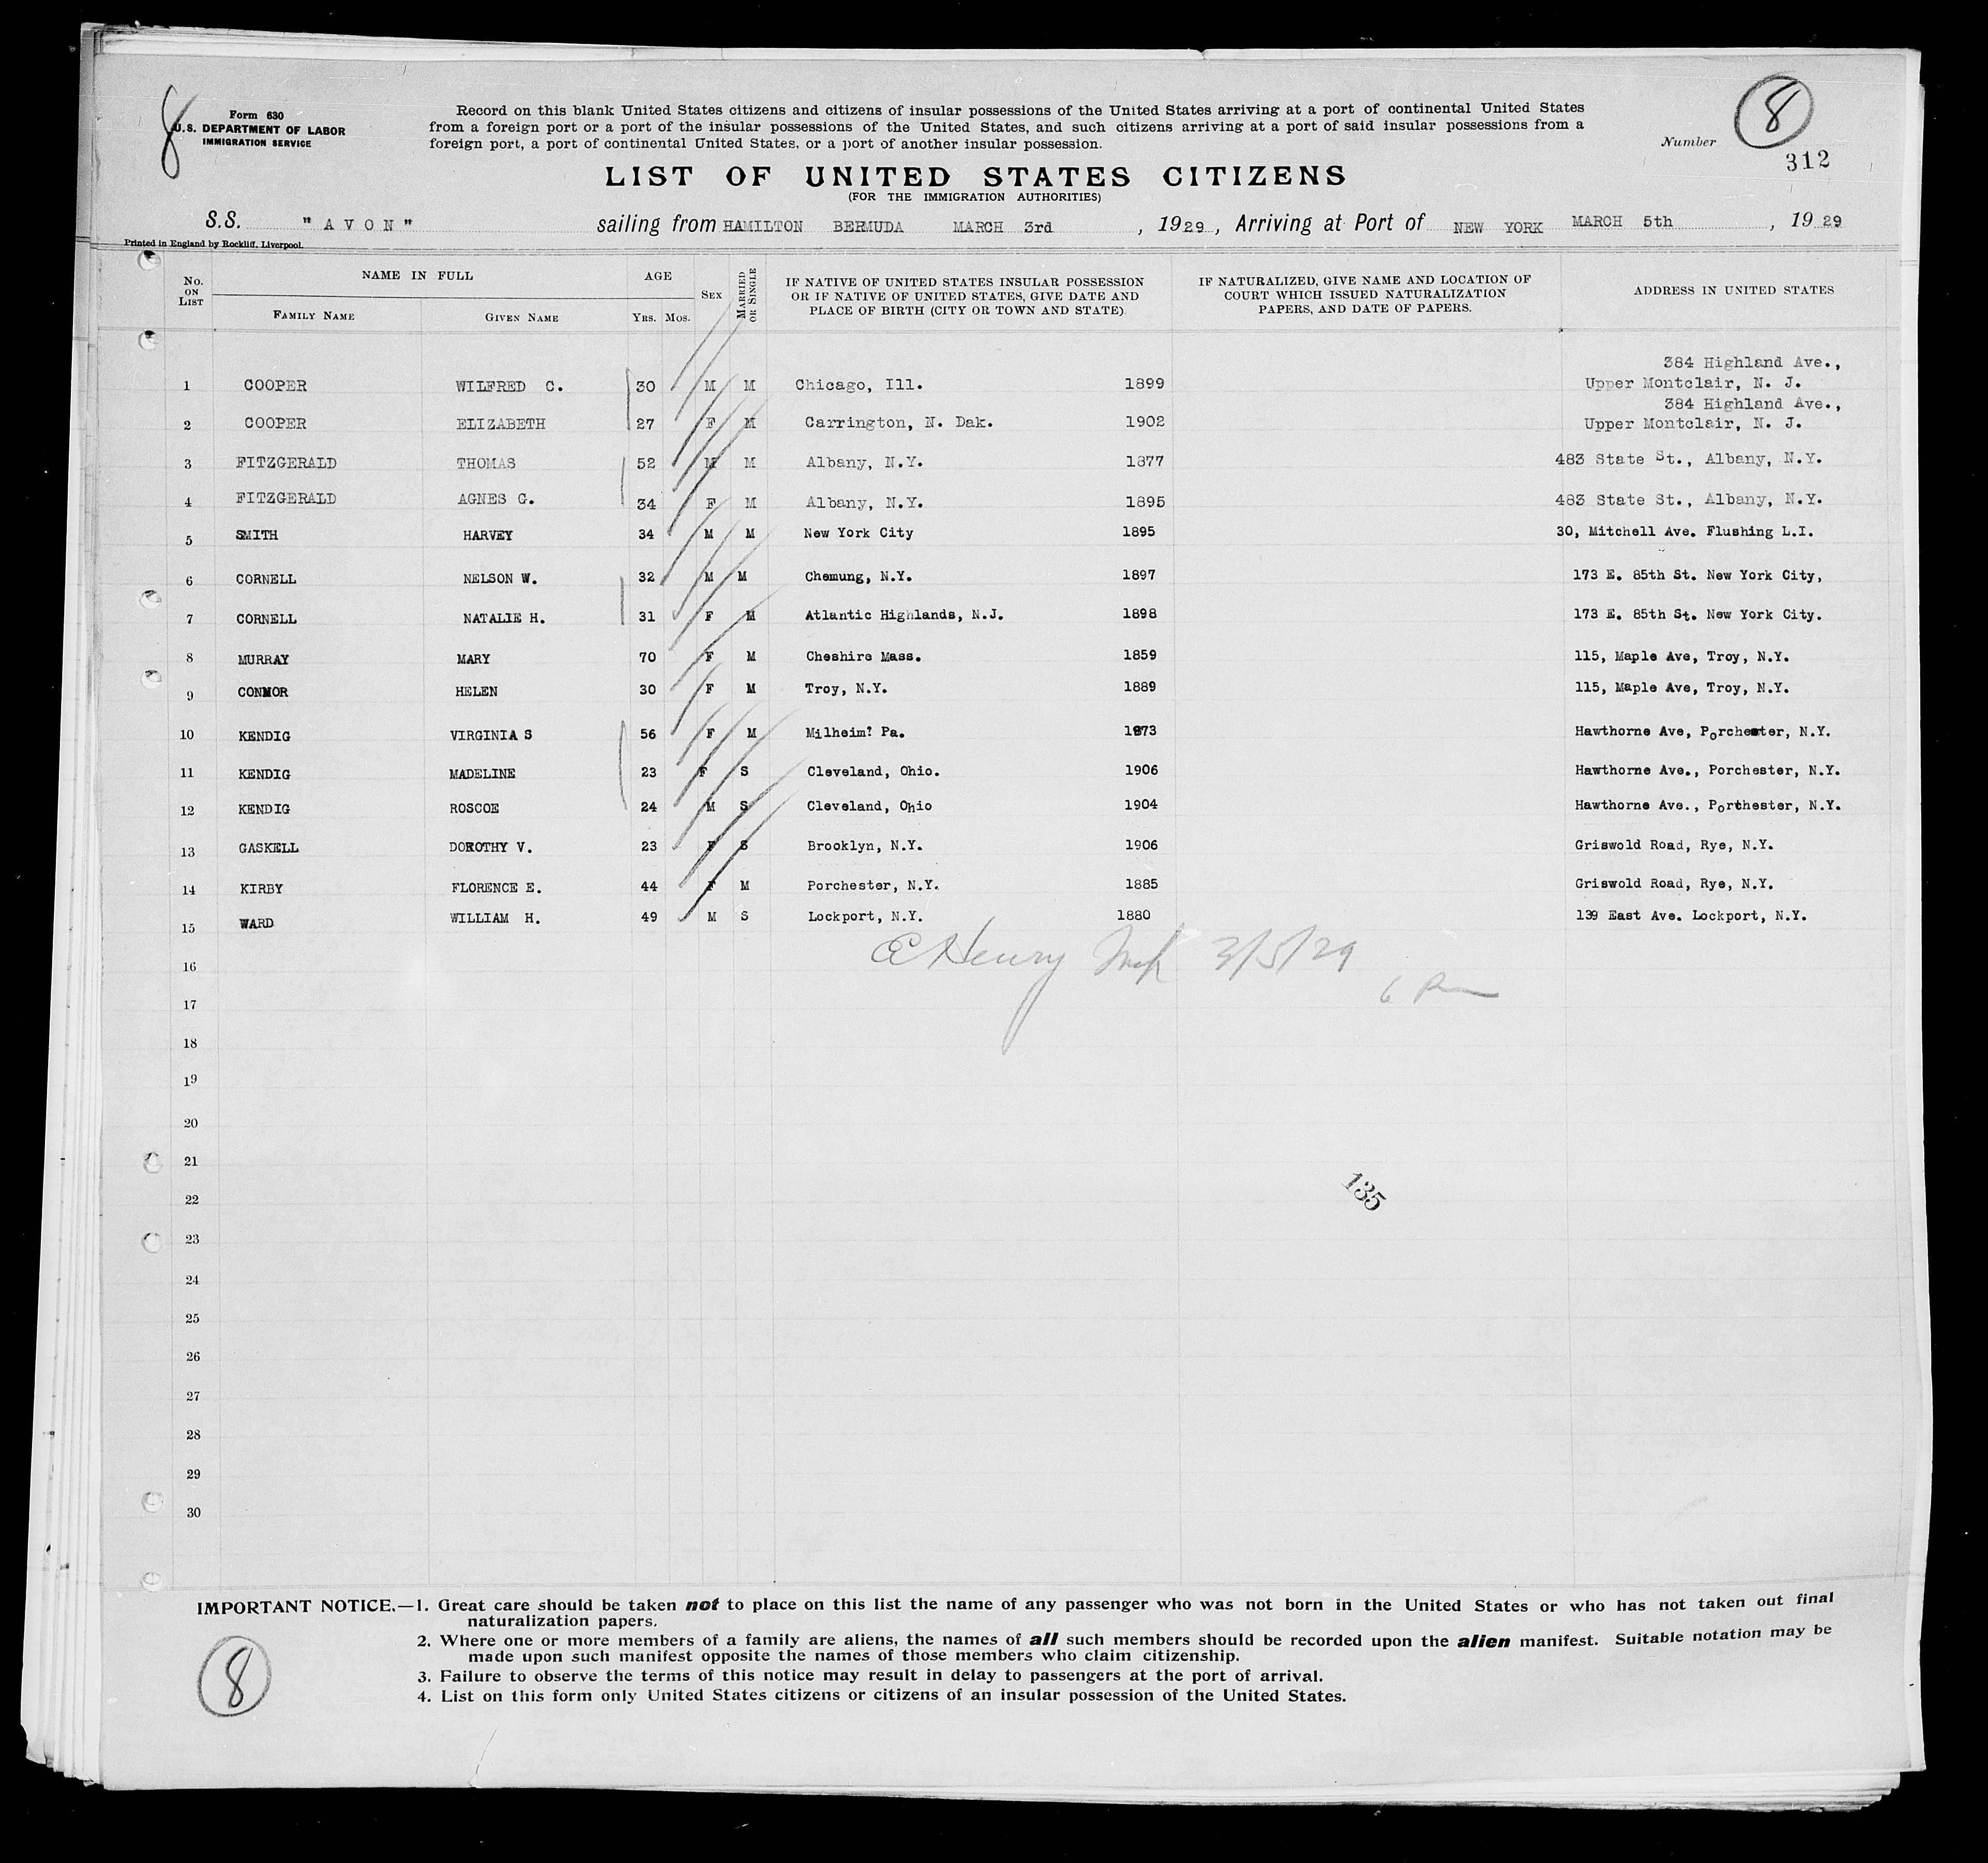 8
8
Form 630
U.S. DEPARTMENT OF LABOR
IMMIGRATION SERVICE
Record on this blank United States citizens and citizens of insular possessions of the United States arriving at a port of continental United States
from a foreign port or a port of the insular possessions of the United States, and such citizens arriving at a port of said insular possessions from a
foreign port, a port of continental United States, or a port of another insular possession.
Number
312
LIST OF UNITED STATES CITIZENS
(FOR THE IMMIGRATION AUTHORITIES)
S.S. "AVON" sailing from HAMILTON BERMUDA MARCH 3rd, 1929, Arriving at Port of NEW YORK MARCH 5th, 1929
Printed in England by Rockliff, Liverpool.
No. ON LIST NAME IN FULL AGE SEX MARRIED OR SINGLE IF NATIVE OF UNITED STATES INSULAR POSSESSION OR IF NATIVE OF UNITED STATES, GIVE DATE AND PLACE OF BIRTH (CITY OR TOWN AND STATE). IF NATURALIZED, GIVE NAME AND LOCATION OF COURT WHICH ISSUED NATURALIZATION PAPERS, AND DATE OF PAPERS. ADDRESS IN UNITED STATES
FAMILY NAME GIVEN NAME YRS. MOS.
384 Highland Ave.,
1 COOPER WILFRED C. 30 M M Chicago, Ill. 1899 Upper Montclair, N. J.
384 Highland Ave.,
2 COOPER ELIZABETH 27 F M Carrington, N. Dak. 1902 Upper Montclair, N. J.
3 FITZGERALD THOMAS 52 M M Albany, N.Y. 1877 483 State St., Albany, N.Y.
4 FITZGERALD AGNES G. 34 F M Albany, N.Y. 1895 483 State St., Albany, N.Y.
5 SMITH HARVEY 34 M M New York City 1895 30, Mitchell Ave. Flushing L.I.
6 CORNELL NELSON W. 32 M M Chemung, N.Y. 1897 173 E. 85th St. New York City,
7 CORNELL NATALIE H. 31 F M Atlantic Highlands, N.J. 1898 173 E. 85th St. New York City.
8 MURRAY MARY 70 F M Cheshire Mass. 1859 115, Maple Ave, Troy, N.Y.
9 CONNOR HELEN 30 F M Troy, N.Y. 1889 115, Maple Ave, Troy, N.Y.
10 KENDIG VIRGINIA S 56 F M Milheim? Pa. 1873 Hawthorne Ave, Porchester, N.Y.
11 KENDIG MADELINE 23 F S Cleveland, Ohio. 1906 Hawthorne Ave., Porchester, N.Y.
12 KENDIG ROSCOE 24 M S Cleveland, Ohio 1904 Hawthorne Ave., Porthester, N.Y.
13 GASKELL DOROTHY V. 23 F S Brooklyn, N.Y. 1906 Griswold Road, Rye, N.Y.
14 KIRBY FLORENCE E. 44 F M Porchester, N.Y. 1885 Griswold Road, Rye, N.Y.
15 WARD WILLIAM H. 49 M S Lockport, N.Y. 1880 139 East Ave. Lockport, N.Y.
16 E Henry 3/5/29
17 6 Pm
18
19
20
21
135
22
23
24
25
26
27
28
29
30
IMPORTANT NOTICE.—1. Great care should be taken not to place on this list the name of any passenger who was not born in the United States or who has not taken out final
naturalization papers.
2. Where one or more members of a family are aliens, the names of all such members should be recorded upon the alien manifest. Suitable notation may be
made upon such manifest opposite the names of those members who claim citizenship.
3. Failure to observe the terms of this notice may result in delay to passengers at the port of arrival.
4. List on this form only United States citizens or citizens of an insular possession of the United States.
8